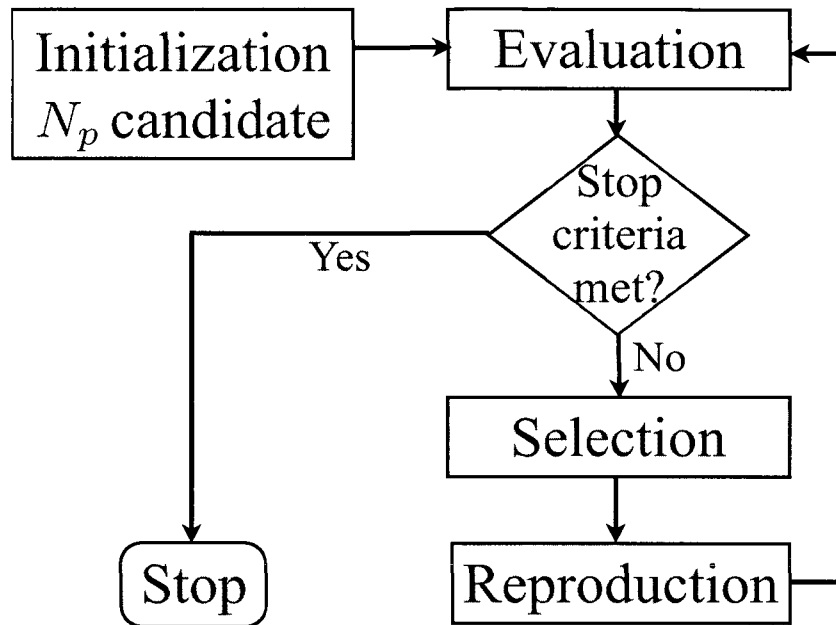 Initialization
N_p candidate
Evaluation
Stop
criteria
met?
Yes
No
Selection
Stop
Reproduction